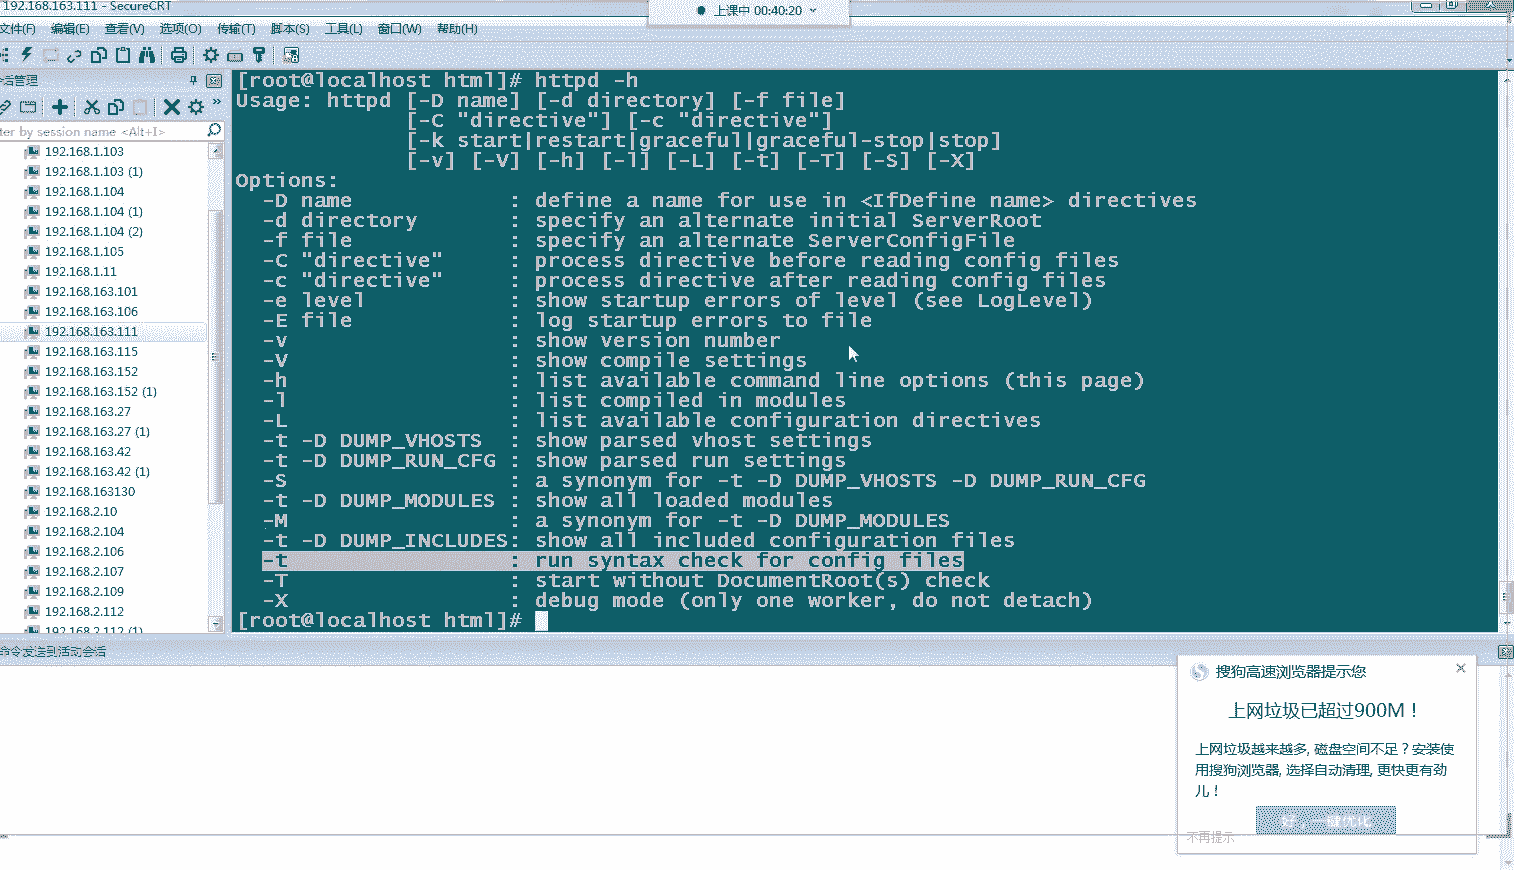 192.168.163.111 - SecureCRT
上课中 00:40:20
文件(F) 编辑(E) 查看(V) 选项(O) 传输(T) 脚本(S) 工具(L) 窗口(W) 帮助(H)
话管理
ter by session name <Alt+I>
192.168.1.103
192.168.1.103 (1)
192.168.1.104
192.168.1.104 (1)
192.168.1.104 (2)
192.168.1.105
192.168.1.11
192.168.163.101
192.168.163.106
192.168.163.111
192.168.163.115
192.168.163.152
192.168.163.152 (1)
192.168.163.27
192.168.163.27 (1)
192.168.163.42
192.168.163.42 (1)
192.168.163130
192.168.2.10
192.168.2.104
192.168.2.106
192.168.2.107
192.168.2.109
192.168.2.112
192.168.2.112 (1)
[root@localhost html]# httpd -h
Usage: httpd [-D name] [-d directory] [-f file]
[-C "directive"] [-c "directive"]
[-k start|restart|graceful|graceful-stop|stop]
[-v] [-V] [-h] [-l] [-L] [-t] [-T] [-S] [-X]
Options:
-D name : define a name for use in <IfDefine name> directives
-d directory : specify an alternate initial ServerRoot
-f file : specify an alternate ServerConfigFile
-C "directive" : process directive before reading config files
-c "directive" : process directive after reading config files
-e level : show startup errors of level (see LogLevel)
-E file : log startup errors to file
-v : show version number
-V : show compile settings
-h : list available command line options (this page)
-l : list compiled in modules
-L : list available configuration directives
-t -D DUMP_VHOSTS : show parsed vhost settings
-t -D DUMP_RUN_CFG : show parsed run settings
-S : a synonym for -t -D DUMP_VHOSTS -D DUMP_RUN_CFG
-t -D DUMP_MODULES : show all loaded modules
-M : a synonym for -t -D DUMP_MODULES
-t -D DUMP_INCLUDES: show all included configuration files
-t : run syntax check for config files
-T : start without DocumentRoot(s) check
-X : debug mode (only one worker, do not detach)
[root@localhost html]#
命令发送到活动会话
搜狗高速浏览器提示您
上网垃圾已超过900M！
上网垃圾越来越多, 磁盘空间不足？安装使
用搜狗浏览器, 选择自动清理, 更快更有劲
儿！
好，一键优化
不再提示